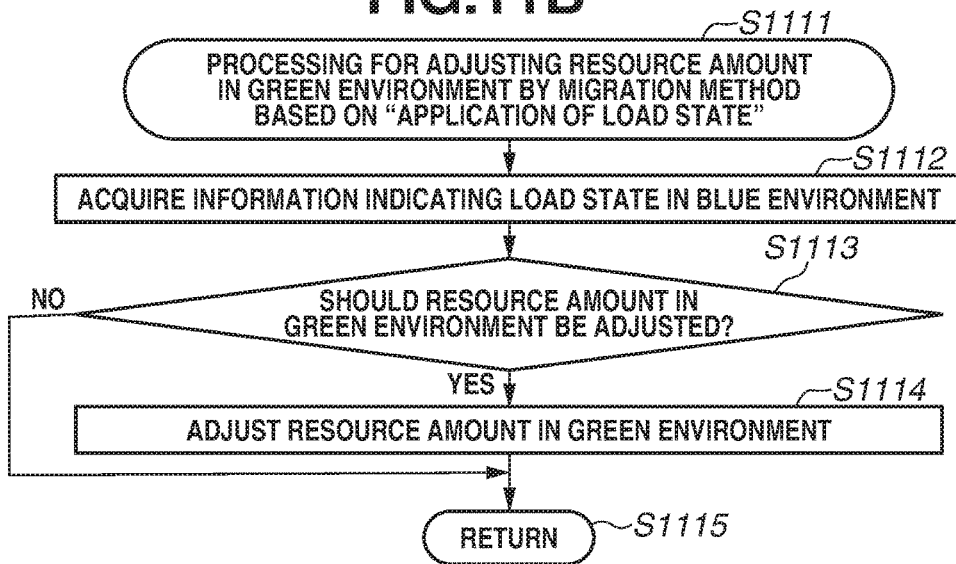 FIG.11B
S1111
PROCESSING FOR ADJUSTING RESOURCE AMOUNT
IN GREEN ENVIRONMENT BY MIGRATION METHOD
BASED ON “APPLICATION OF LOAD STATE”
S1112
ACQUIRE INFORMATION INDICATING LOAD STATE IN BLUE ENVIRONMENT
S1113
NO
SHOULD RESOURCE AMOUNT IN
GREEN ENVIRONMENT BE ADJUSTED?
YES
S1114
ADJUST RESOURCE AMOUNT IN GREEN ENVIRONMENT
RETURN
S1115